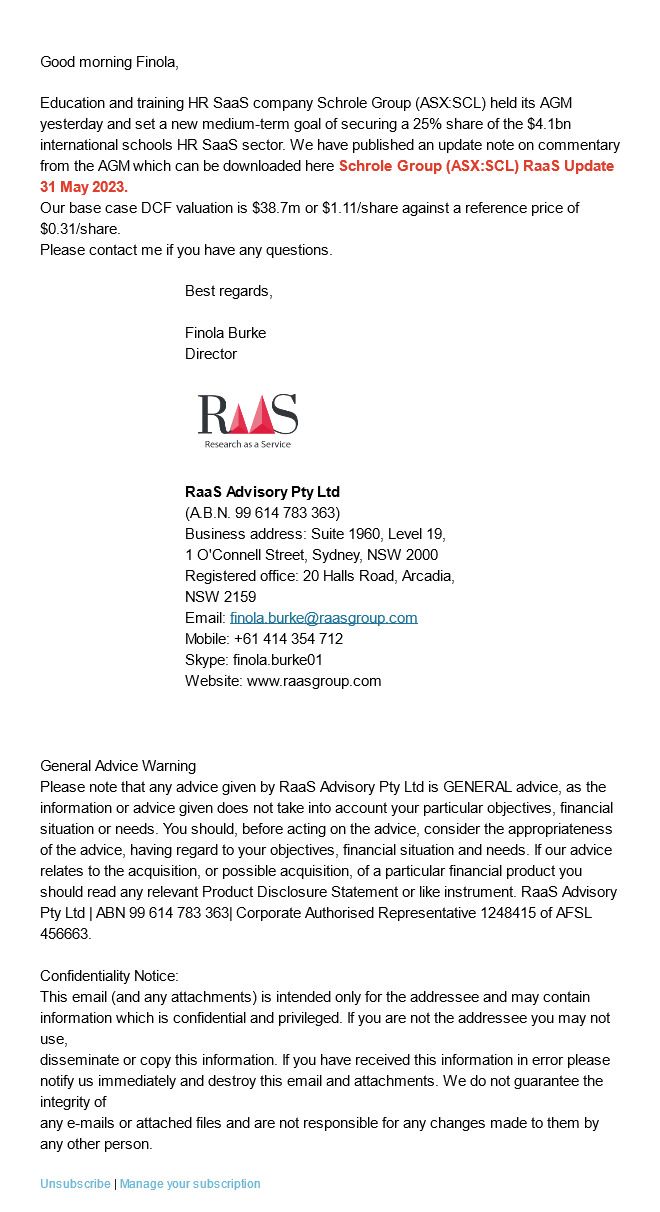 Good morning Finola,
Education and training HR SaaS company Schrole Group (ASX:SCL) held its AGM
yesterday and set a new medium-term goal of securing a 25% share of the $4.1bn
international schools HR SaaS sector. We have published an update note on commentary
from the AGM which can be downloaded here Schrole Group (ASX:SCL) RaaS Update
31 May 2023.
Our base case DCF valuation is $38.7m or $1.11/share against a reference price of
$0.31/share.
Please contact me if you have any questions.
Best regards,
Finola Burke
Director
RaaS
Research as a Service
RaaS Advisory Pty Ltd
(A.B.N. 99 614 783 363)
Business address: Suite 1960, Level 19,
1 O'Connell Street, Sydney, NSW 2000
Registered office: 20 Halls Road, Arcadia,
NSW 2159
Email: finola.burke@raasgroup.com
Mobile: +61 414 354 712
Skype: finola.burke01
Website: www.raasgroup.com
General Advice Warning
Please note that any advice given by RaaS Advisory Pty Ltd is GENERAL advice, as the
information or advice given does not take into account your particular objectives, financial
situation or needs. You should, before acting on the advice, consider the appropriateness
of the advice, having regard to your objectives, financial situation and needs. If our advice
relates to the acquisition, or possible acquisition, of a particular financial product you
should read any relevant Product Disclosure Statement or like instrument. RaaS Advisory
Pty Ltd | ABN 99 614 783 363| Corporate Authorised Representative 1248415 of AFSL
456663.
Confidentiality Notice:
This email (and any attachments) is intended only for the addressee and may contain
information which is confidential and privileged. If you are not the addressee you may not
use,
disseminate or copy this information. If you have received this information in error please
notify us immediately and destroy this email and attachments. We do not guarantee the
integrity of
any e-mails or attached files and are not responsible for any changes made to them by
any other person.
Unsubscribe | Manage your subscription